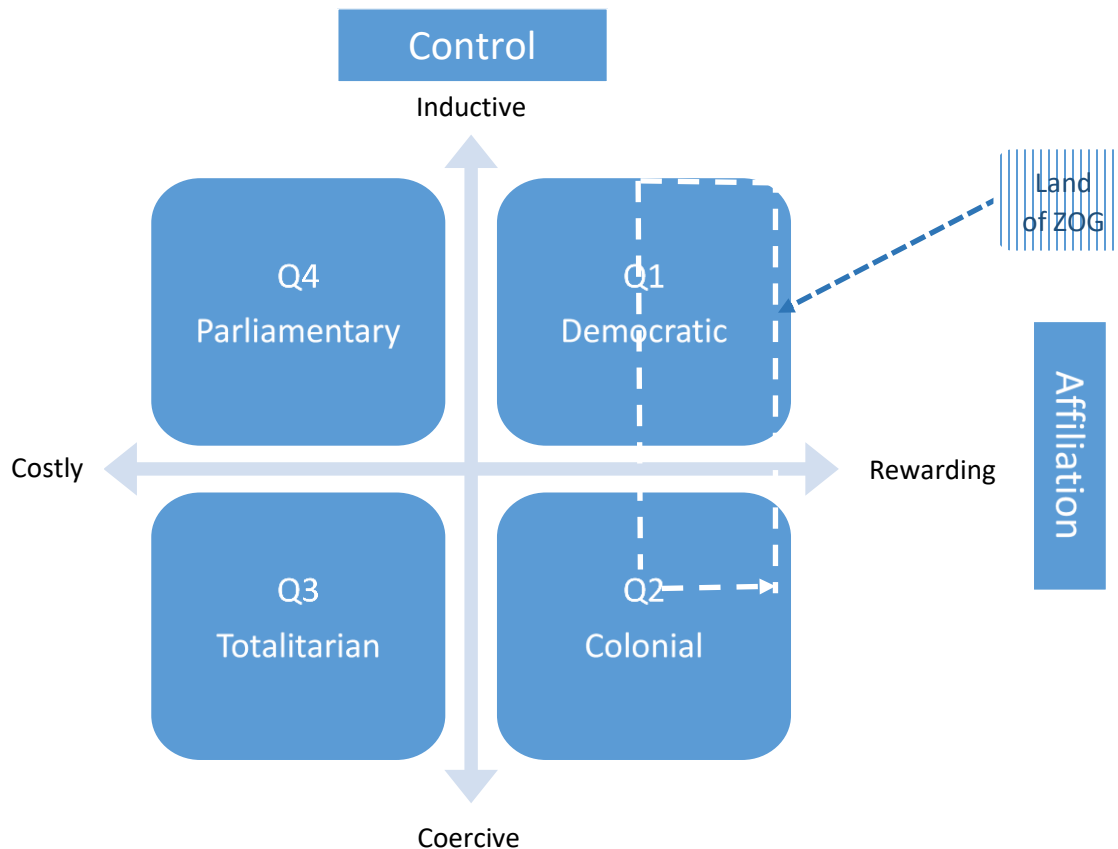 Control
Inductive
Land
of ZOG
Q4
Parliamentary
Q1
Democratic
Affiliation
Costly
Rewarding
Q3
Totalitarian
Q2
Colonial
Coercive